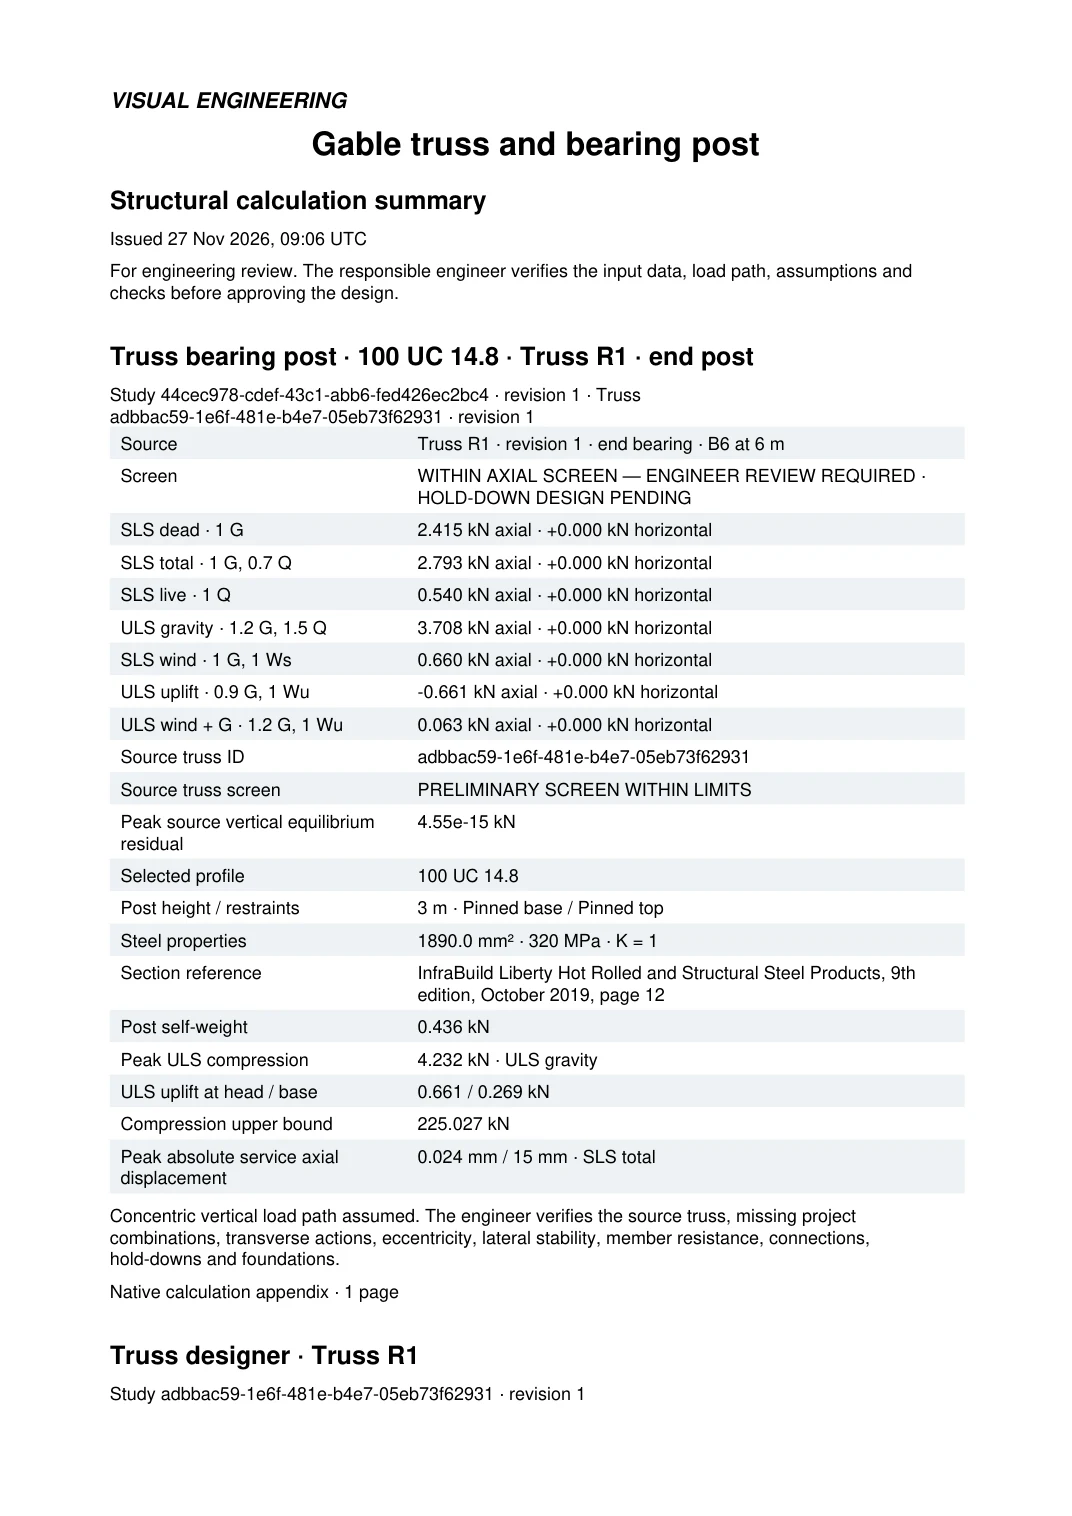 VISUAL ENGINEERING
Gable truss and bearing post
Structural calculation summary
Issued 27 Nov 2026, 09:06 UTC
For engineering review. The responsible engineer verifies the input data, load path, assumptions and
checks before approving the design.
Truss bearing post · 100 UC 14.8 · Truss R1 · end post
Study 44cec978-cdef-43c1-abb6-fed426ec2bc4 · revision 1 · Truss
adbbac59-1e6f-481e-b4e7-05eb73f62931 · revision 1
Source Truss R1 · revision 1 · end bearing · B6 at 6 m
Screen WITHIN AXIAL SCREEN — ENGINEER REVIEW REQUIRED ·
HOLD-DOWN DESIGN PENDING
SLS dead · 1 G 2.415 kN axial · +0.000 kN horizontal
SLS total · 1 G, 0.7 Q 2.793 kN axial · +0.000 kN horizontal
SLS live · 1 Q 0.540 kN axial · +0.000 kN horizontal
ULS gravity · 1.2 G, 1.5 Q 3.708 kN axial · +0.000 kN horizontal
SLS wind · 1 G, 1 Ws 0.660 kN axial · +0.000 kN horizontal
ULS uplift · 0.9 G, 1 Wu -0.661 kN axial · +0.000 kN horizontal
ULS wind + G · 1.2 G, 1 Wu 0.063 kN axial · +0.000 kN horizontal
Source truss ID adbbac59-1e6f-481e-b4e7-05eb73f62931
Source truss screen PRELIMINARY SCREEN WITHIN LIMITS
Peak source vertical equilibrium 4.55e-15 kN
residual
Selected profile 100 UC 14.8
Post height / restraints 3 m · Pinned base / Pinned top
Steel properties 1890.0 mm² · 320 MPa · K = 1
Section reference InfraBuild Liberty Hot Rolled and Structural Steel Products, 9th
edition, October 2019, page 12
Post self-weight 0.436 kN
Peak ULS compression 4.232 kN · ULS gravity
ULS uplift at head / base 0.661 / 0.269 kN
Compression upper bound 225.027 kN
Peak absolute service axial 0.024 mm / 15 mm · SLS total
displacement
Concentric vertical load path assumed. The engineer verifies the source truss, missing project
combinations, transverse actions, eccentricity, lateral stability, member resistance, connections,
hold-downs and foundations.
Native calculation appendix · 1 page
Truss designer · Truss R1
Study adbbac59-1e6f-481e-b4e7-05eb73f62931 · revision 1